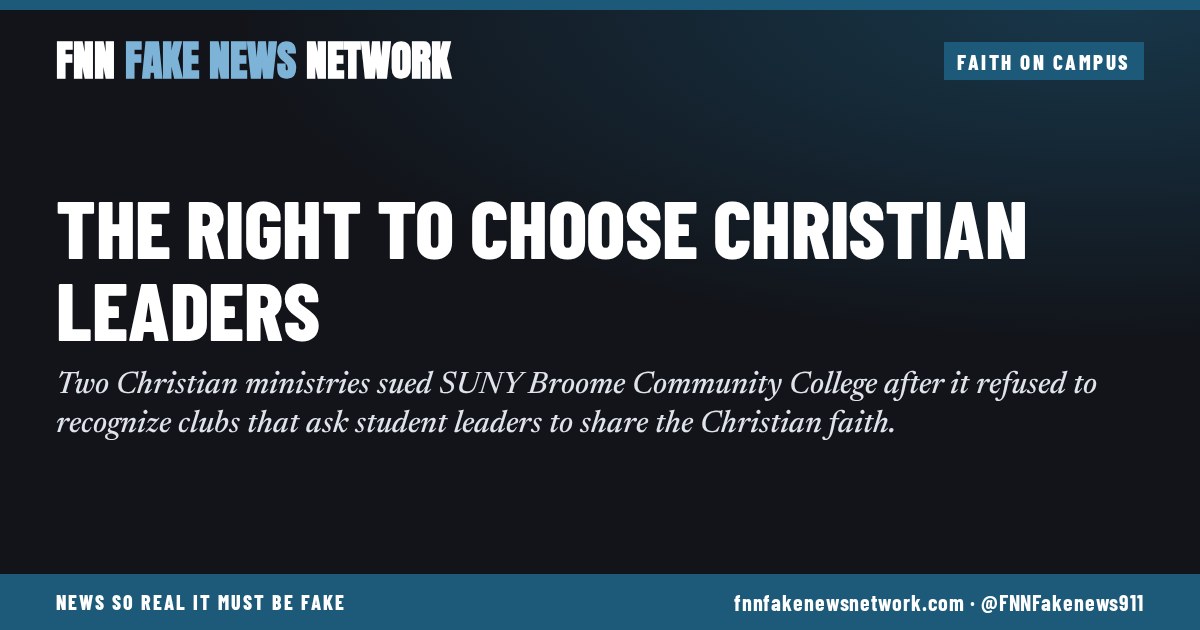 FNN FAKE NEWS NETWORK
FAITH ON CAMPUS
THE RIGHT TO CHOOSE CHRISTIAN
LEADERS
Two Christian ministries sued SUNY Broome Community College after it refused to
recognize clubs that ask student leaders to share the Christian faith.
NEWS SO REAL IT MUST BE FAKE
fnnfakenewsnetwork.com · @FNNFakenews911